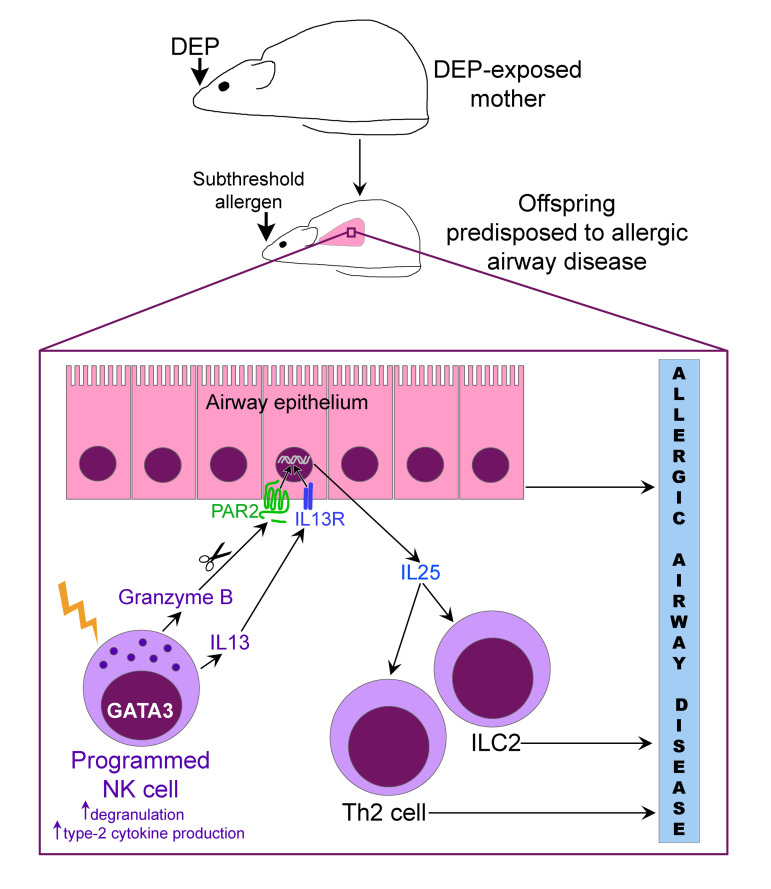 DEP
DEP-exposed
mother
Subthreshold
allergen
Offspring
predisposed to allergic
airway disease
Airway epithelium
PAR2
IL13R
IL25
Granzyme B
IL13
GATA3
Programmed
NK cell
↑degranulation
↑type-2 cytokine production
ILC2
Th2 cell
ALLERGIC AIRWAY DISEASE